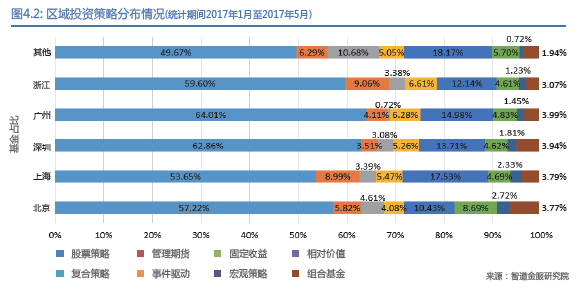 图4.2: 区域投资策略分布情况(统计期间2017年1月至2017年5月)
0.72%
其他 49.67% 6.29% 10.68% 5.05% 18.17% 5.70% 1.94%
3.38% 1.23%
浙江 59.60% 9.06% 6.61% 12.14% 4.61% 3.07%
0.72% 1.45%
广州 64.01% 4.11% 6.28% 14.98% 4.83% 3.99%
3.08% 1.81%
深圳 62.86% 3.51% 5.26% 13.71% 4.62% 3.94%
3.39% 2.33%
上海 53.65% 8.99% 5.47% 17.53% 4.69% 3.79%
4.61% 2.72%
北京 57.22% 5.82% 4.08% 10.43% 8.69% 3.77%
基金占比
0% 10% 20% 30% 40% 50% 60% 70% 80% 90% 100%
股票策略 管理期货 固定收益 相对价值
复合策略 事件驱动 宏观策略 组合基金
来源：智道金服研究院